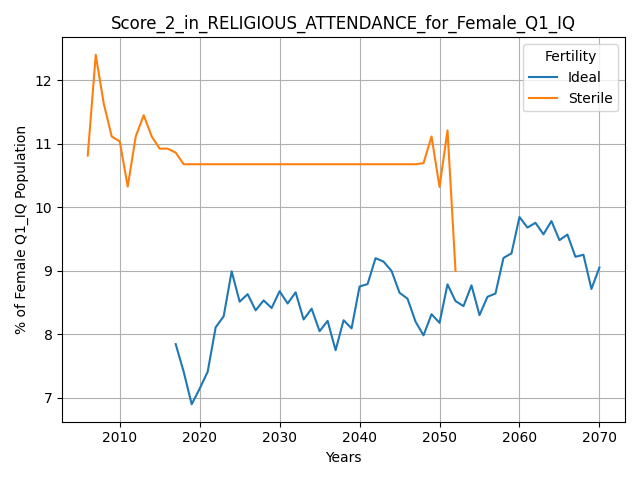 Score_2_in_RELIGIOUS_ATTENDANCE_for_Female_Q1_IQ
Fertility
Ideal
Sterile
% of Female Q1_IQ Population
12
11
10
9
8
7
2010 2020 2030 2040 2050 2060 2070
Years